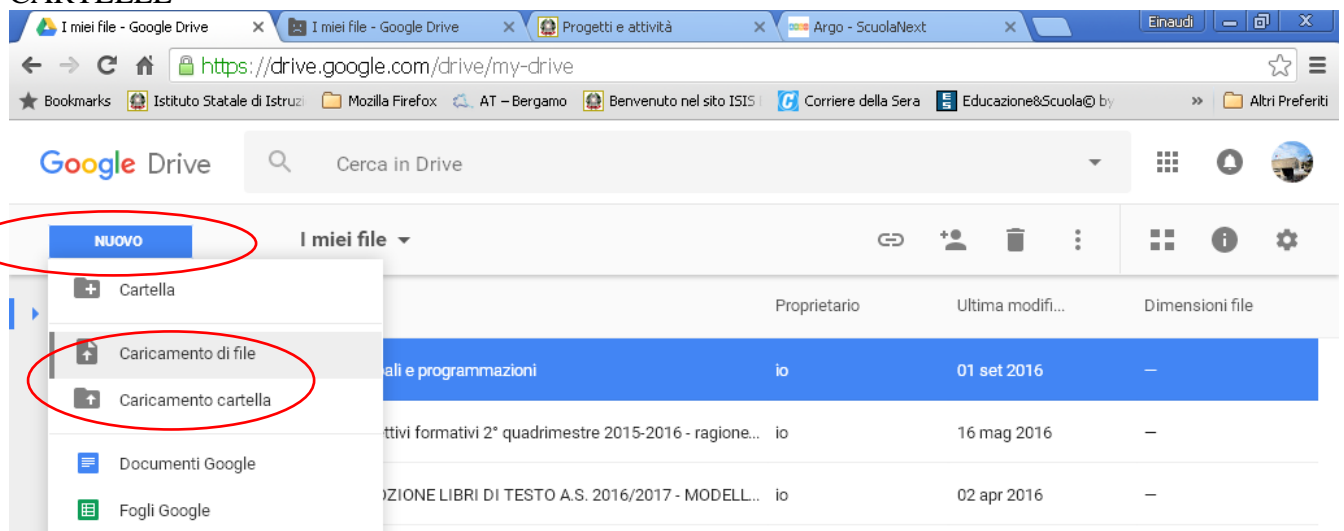 CARTELLE
I miei file - Google Drive I miei file - Google Drive Progetti e attività Argo - ScuolaNext Einaudi
https://drive.google.com/drive/my-drive
Bookmarks Istituto Statale di Istruzi Mozilla Firefox AT – Bergamo Benvenuto nel sito ISIS Corriere della Sera Educazione&Scuola© by » Altri Preferiti
Google Drive Cerca in Drive
NUOVO I miei file
Cartella
Proprietario Ultima modifi... Dimensioni file
Caricamento di file
ali e programmazioni io 01 set 2016 —
Caricamento cartella
ttivi formativi 2° quadrimestre 2015-2016 - ragione... io 16 mag 2016 —
Documenti Google
ZIONE LIBRI DI TESTO A.S. 2016/2017 - MODELL... io 02 apr 2016 —
Fogli Google